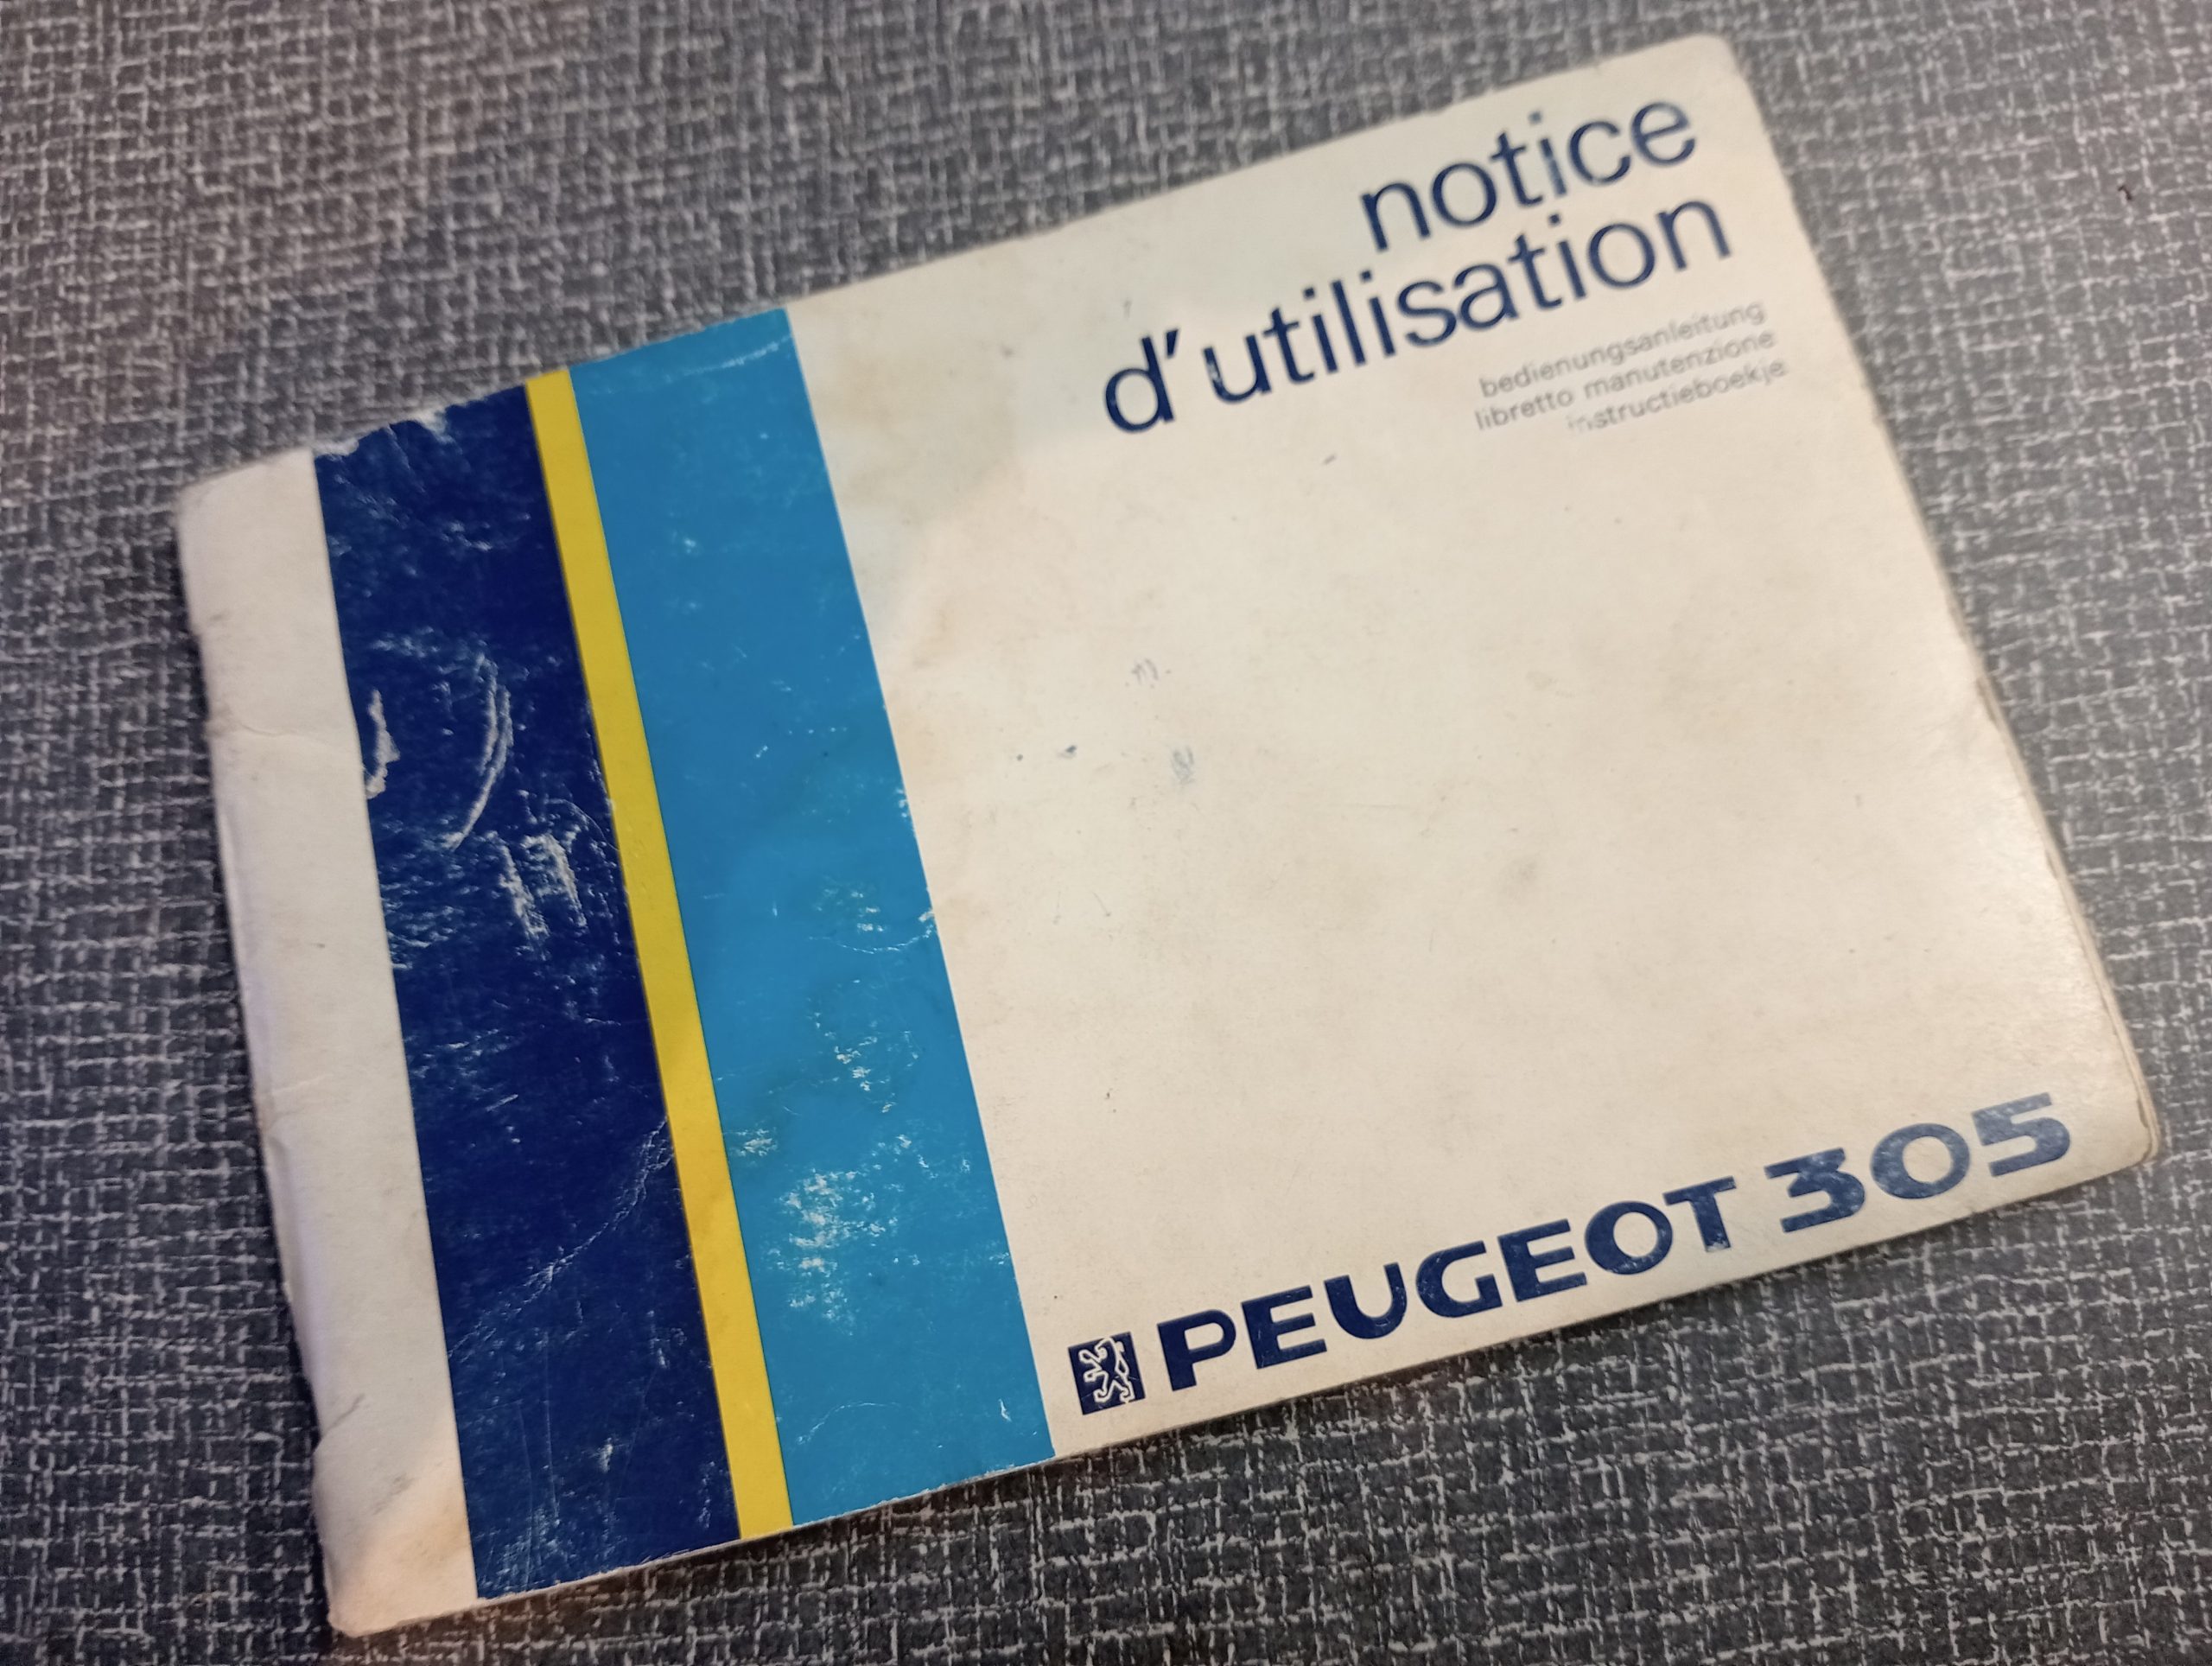 notice
d'utilisation
bedienungsanleitung
libretto manutenzione
instructieboekje
PEUGEOT 305